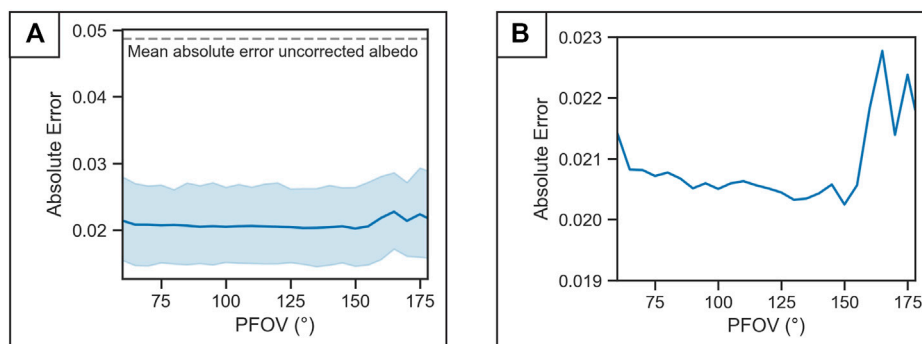 A
0.05
Mean absolute error uncorrected albedo
0.04
0.03
0.02
Absolute Error
75 100 125 150 175
PFOV (°)
B
0.023
0.022
0.021
0.020
0.019
Absolute Error
75 100 125 150 175
PFOV (°)